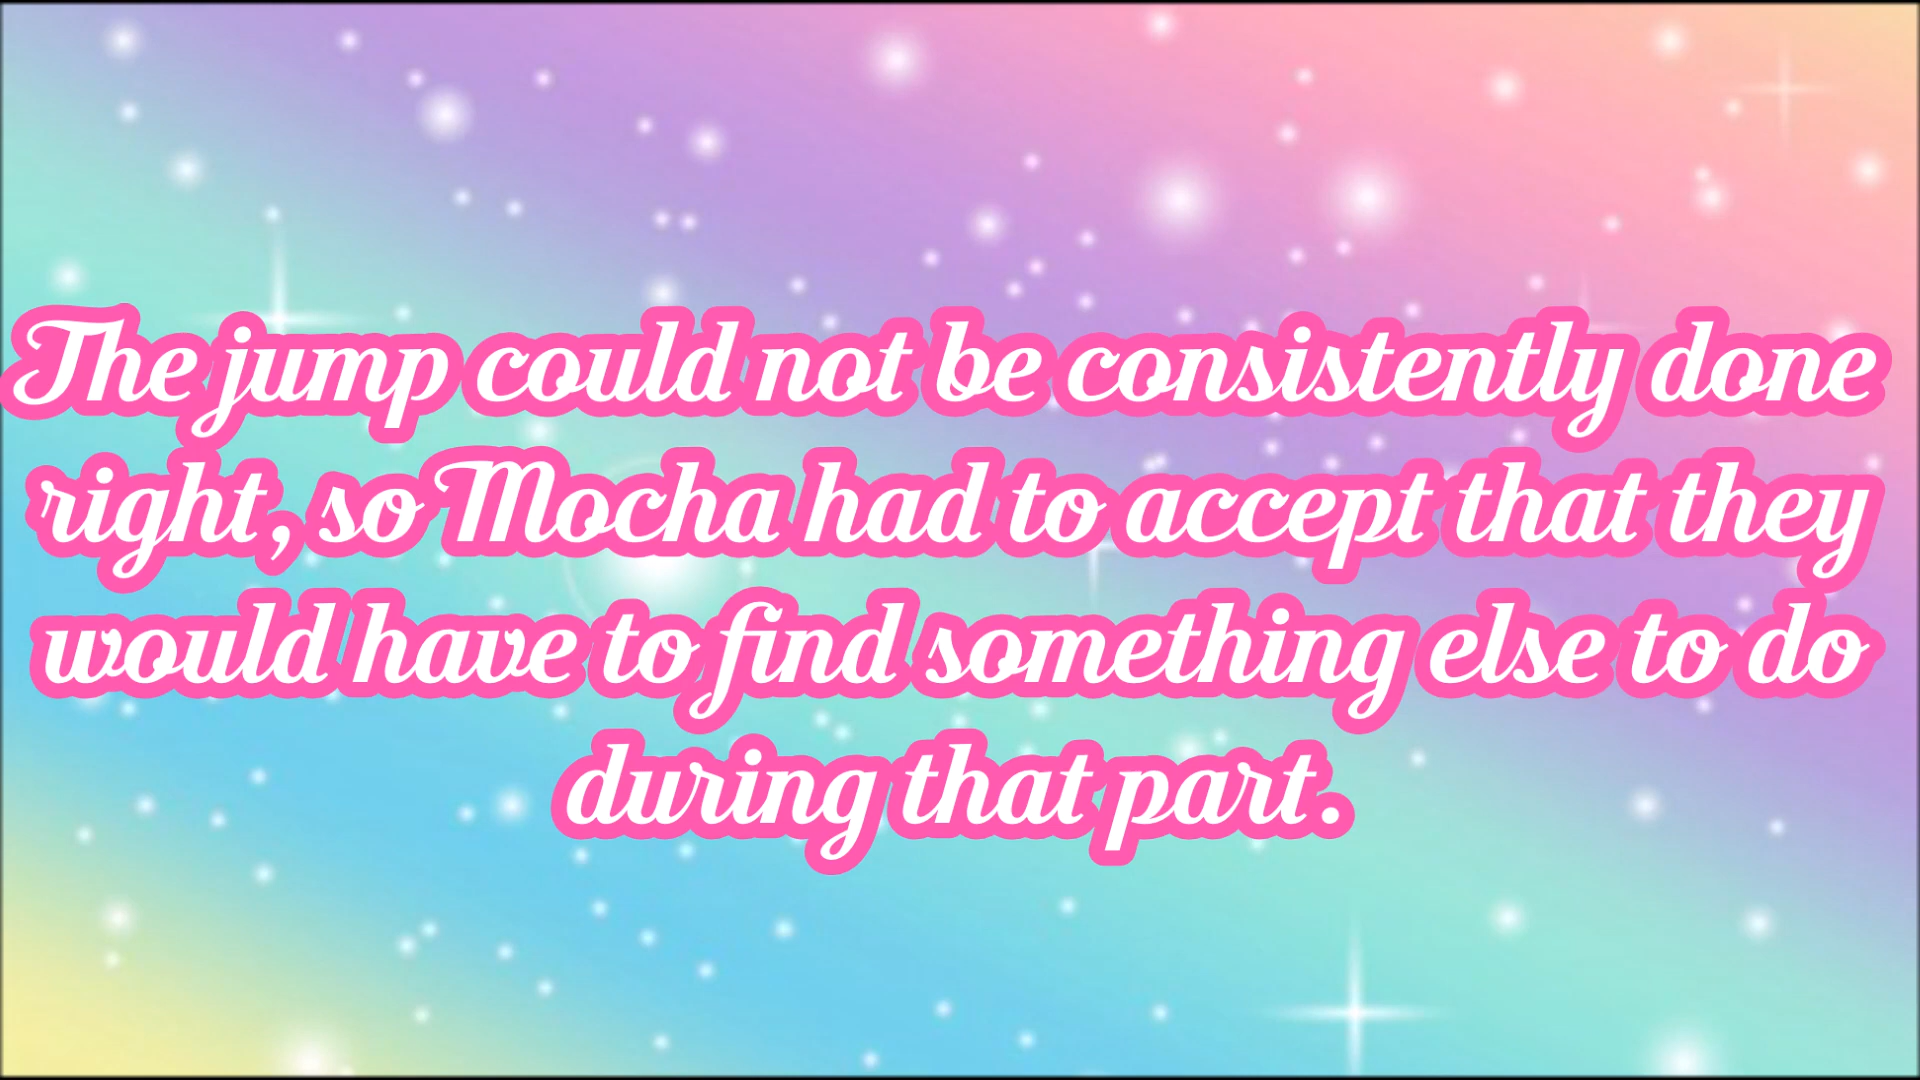 The jump could not be consistently done
right, so Mocha had to accept that they
would have to find something else to do
during that part.